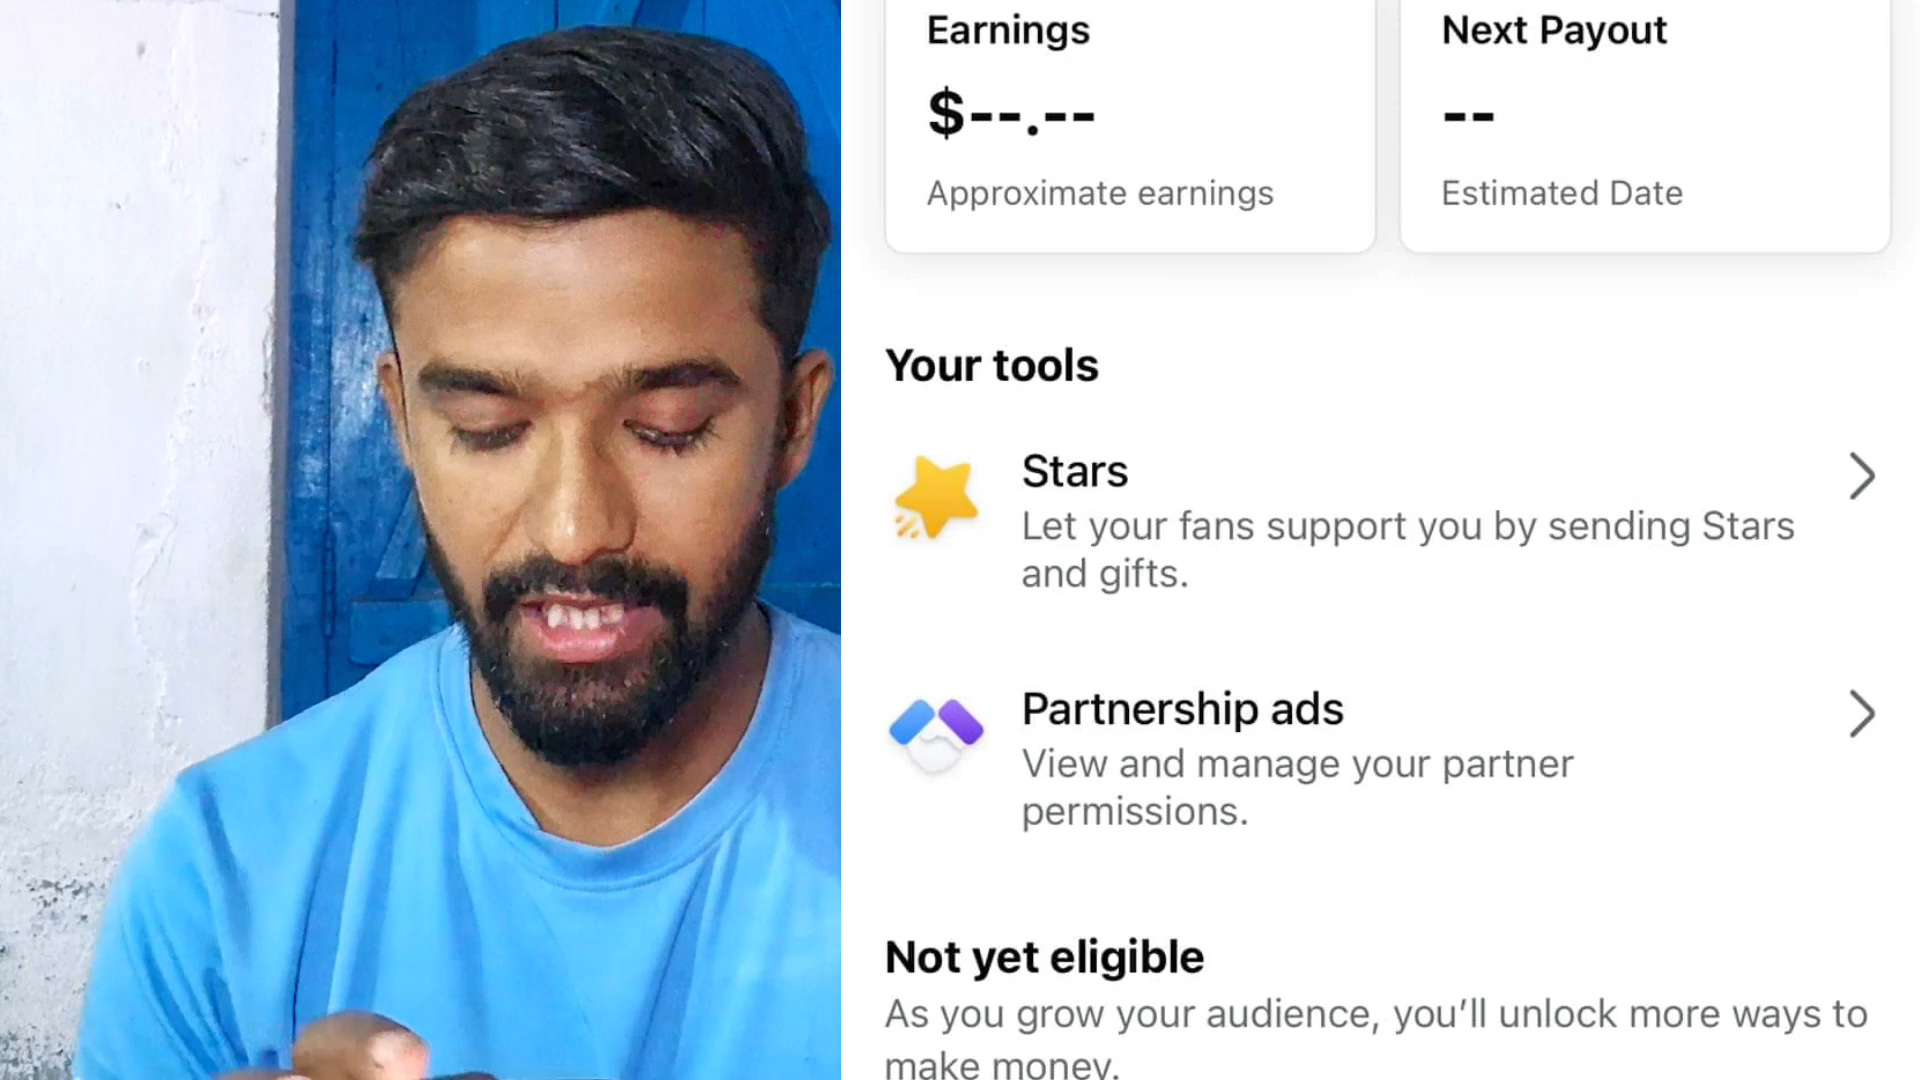 Earnings
$--.--
Approximate earnings
Next Payout
--
Estimated Date
Your tools
Stars
Let your fans support you by sending Stars
and gifts.
Partnership ads
View and manage your partner
permissions.
Not yet eligible
As you grow your audience, you’ll unlock more ways to
make money.